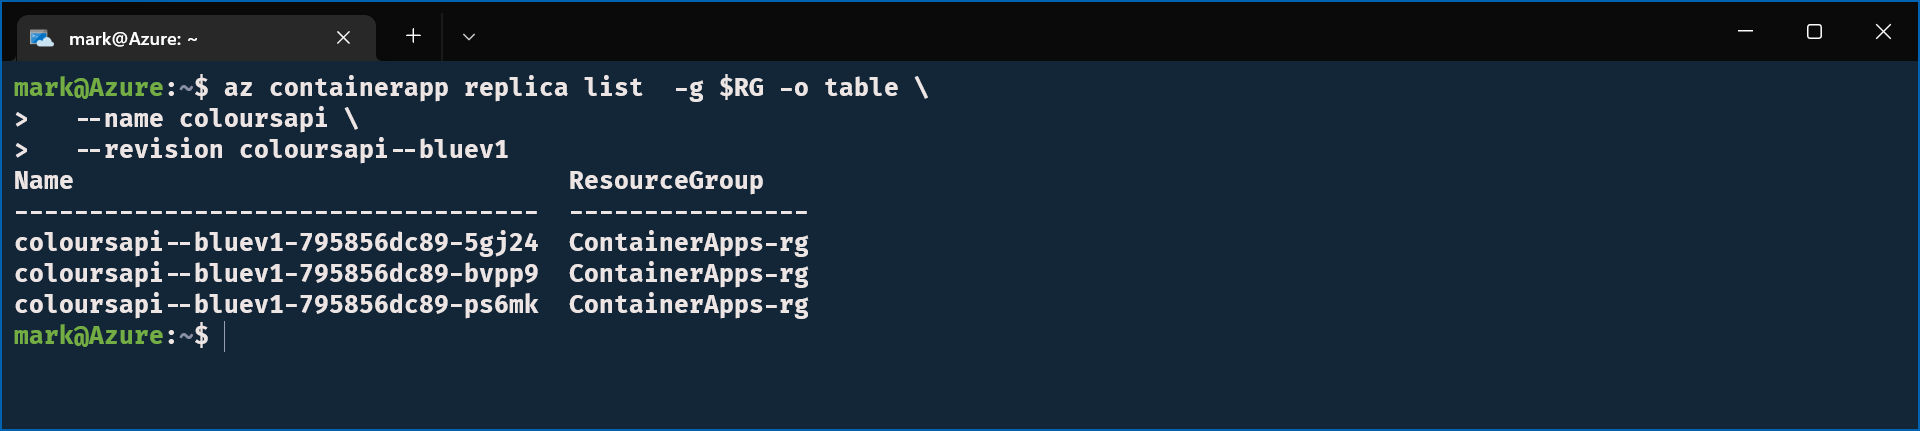 mark@Azure: ~
mark@Azure:~$ az containerapp replica list  -g $RG -o table \
>   --name coloursapi \
>   --revision coloursapi--bluev1
Name                                 ResourceGroup
-----------------------------------  ----------------
coloursapi--bluev1-795856dc89-5gj24  ContainerApps-rg
coloursapi--bluev1-795856dc89-bvpp9  ContainerApps-rg
coloursapi--bluev1-795856dc89-ps6mk  ContainerApps-rg
mark@Azure:~$